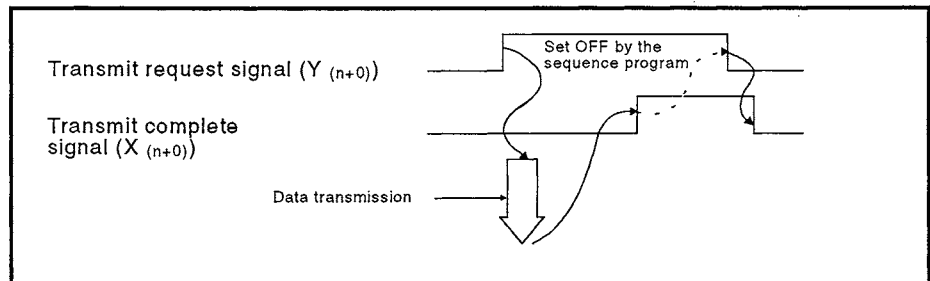 Set OFF by the
sequence program
Transmit request signal (Y (n+0))
Transmit complete
signal (X (n+0))
Data transmission